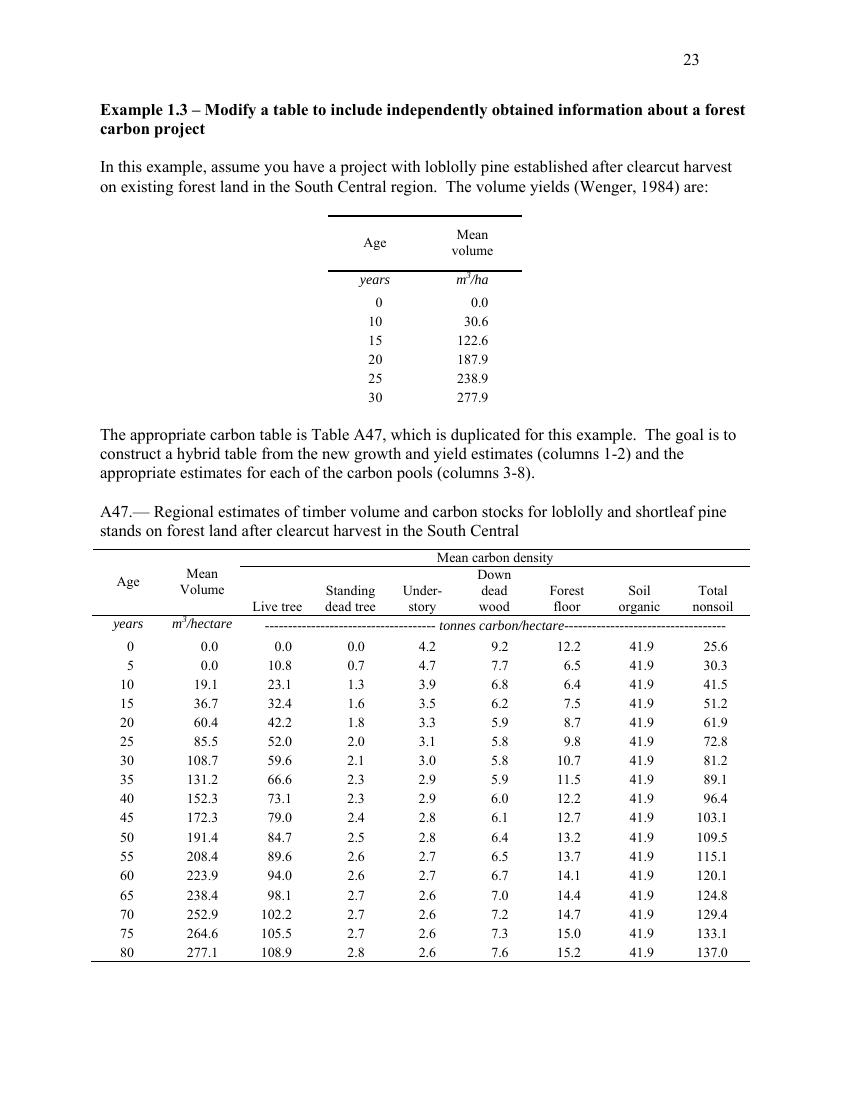 23
Example 1.3 – Modify a table to include independently obtained information about a forest
carbon project
In this example, assume you have a project with loblolly pine established after clearcut harvest
on existing forest land in the South Central region.  The volume yields (Wenger, 1984) are:
Age Mean volume
years m³/ha
0 0.0
10 30.6
15 122.6
20 187.9
25 238.9
30 277.9
The appropriate carbon table is Table A47, which is duplicated for this example.  The goal is to
construct a hybrid table from the new growth and yield estimates (columns 1-2) and the
appropriate estimates for each of the carbon pools (columns 3-8).
A47.— Regional estimates of timber volume and carbon stocks for loblolly and shortleaf pine
stands on forest land after clearcut harvest in the South Central
Mean carbon density
Age Mean Volume Live tree Standing dead tree Under-story Down dead wood Forest floor Soil organic Total nonsoil
years m³/hectare ------------------------------------- tonnes carbon/hectare-----------------------------------
0 0.0 0.0 0.0 4.2 9.2 12.2 41.9 25.6
5 0.0 10.8 0.7 4.7 7.7 6.5 41.9 30.3
10 19.1 23.1 1.3 3.9 6.8 6.4 41.9 41.5
15 36.7 32.4 1.6 3.5 6.2 7.5 41.9 51.2
20 60.4 42.2 1.8 3.3 5.9 8.7 41.9 61.9
25 85.5 52.0 2.0 3.1 5.8 9.8 41.9 72.8
30 108.7 59.6 2.1 3.0 5.8 10.7 41.9 81.2
35 131.2 66.6 2.3 2.9 5.9 11.5 41.9 89.1
40 152.3 73.1 2.3 2.9 6.0 12.2 41.9 96.4
45 172.3 79.0 2.4 2.8 6.1 12.7 41.9 103.1
50 191.4 84.7 2.5 2.8 6.4 13.2 41.9 109.5
55 208.4 89.6 2.6 2.7 6.5 13.7 41.9 115.1
60 223.9 94.0 2.6 2.7 6.7 14.1 41.9 120.1
65 238.4 98.1 2.7 2.6 7.0 14.4 41.9 124.8
70 252.9 102.2 2.7 2.6 7.2 14.7 41.9 129.4
75 264.6 105.5 2.7 2.6 7.3 15.0 41.9 133.1
80 277.1 108.9 2.8 2.6 7.6 15.2 41.9 137.0